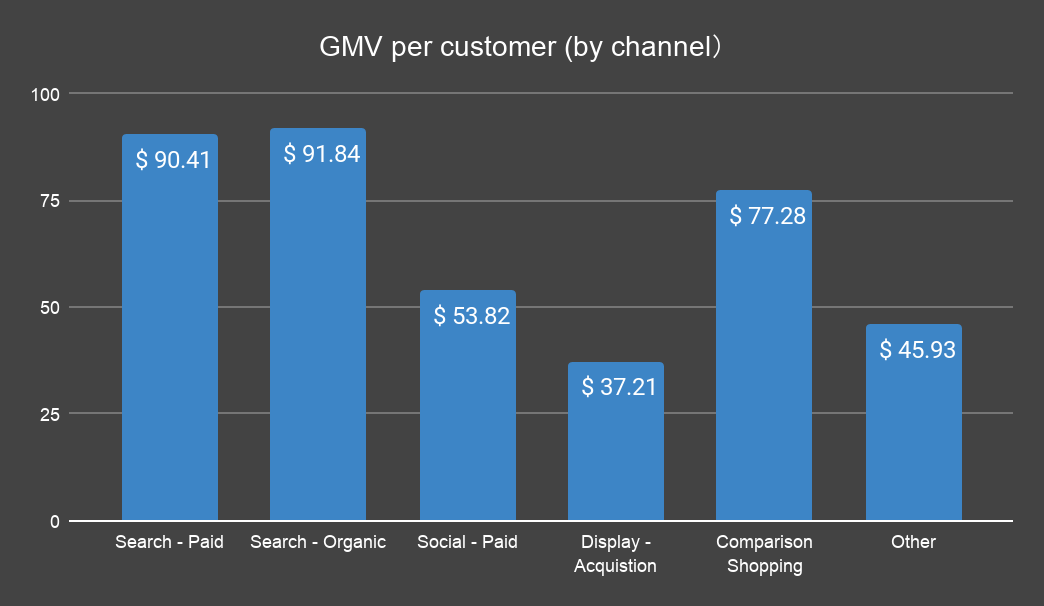 GMV per customer (by channel）
100
75
50
25
0
$ 90.41
$ 91.84
$ 53.82
$ 37.21
$ 77.28
$ 45.93
Search - Paid
Search - Organic
Social - Paid
Display -
Acquistion
Comparison
Shopping
Other